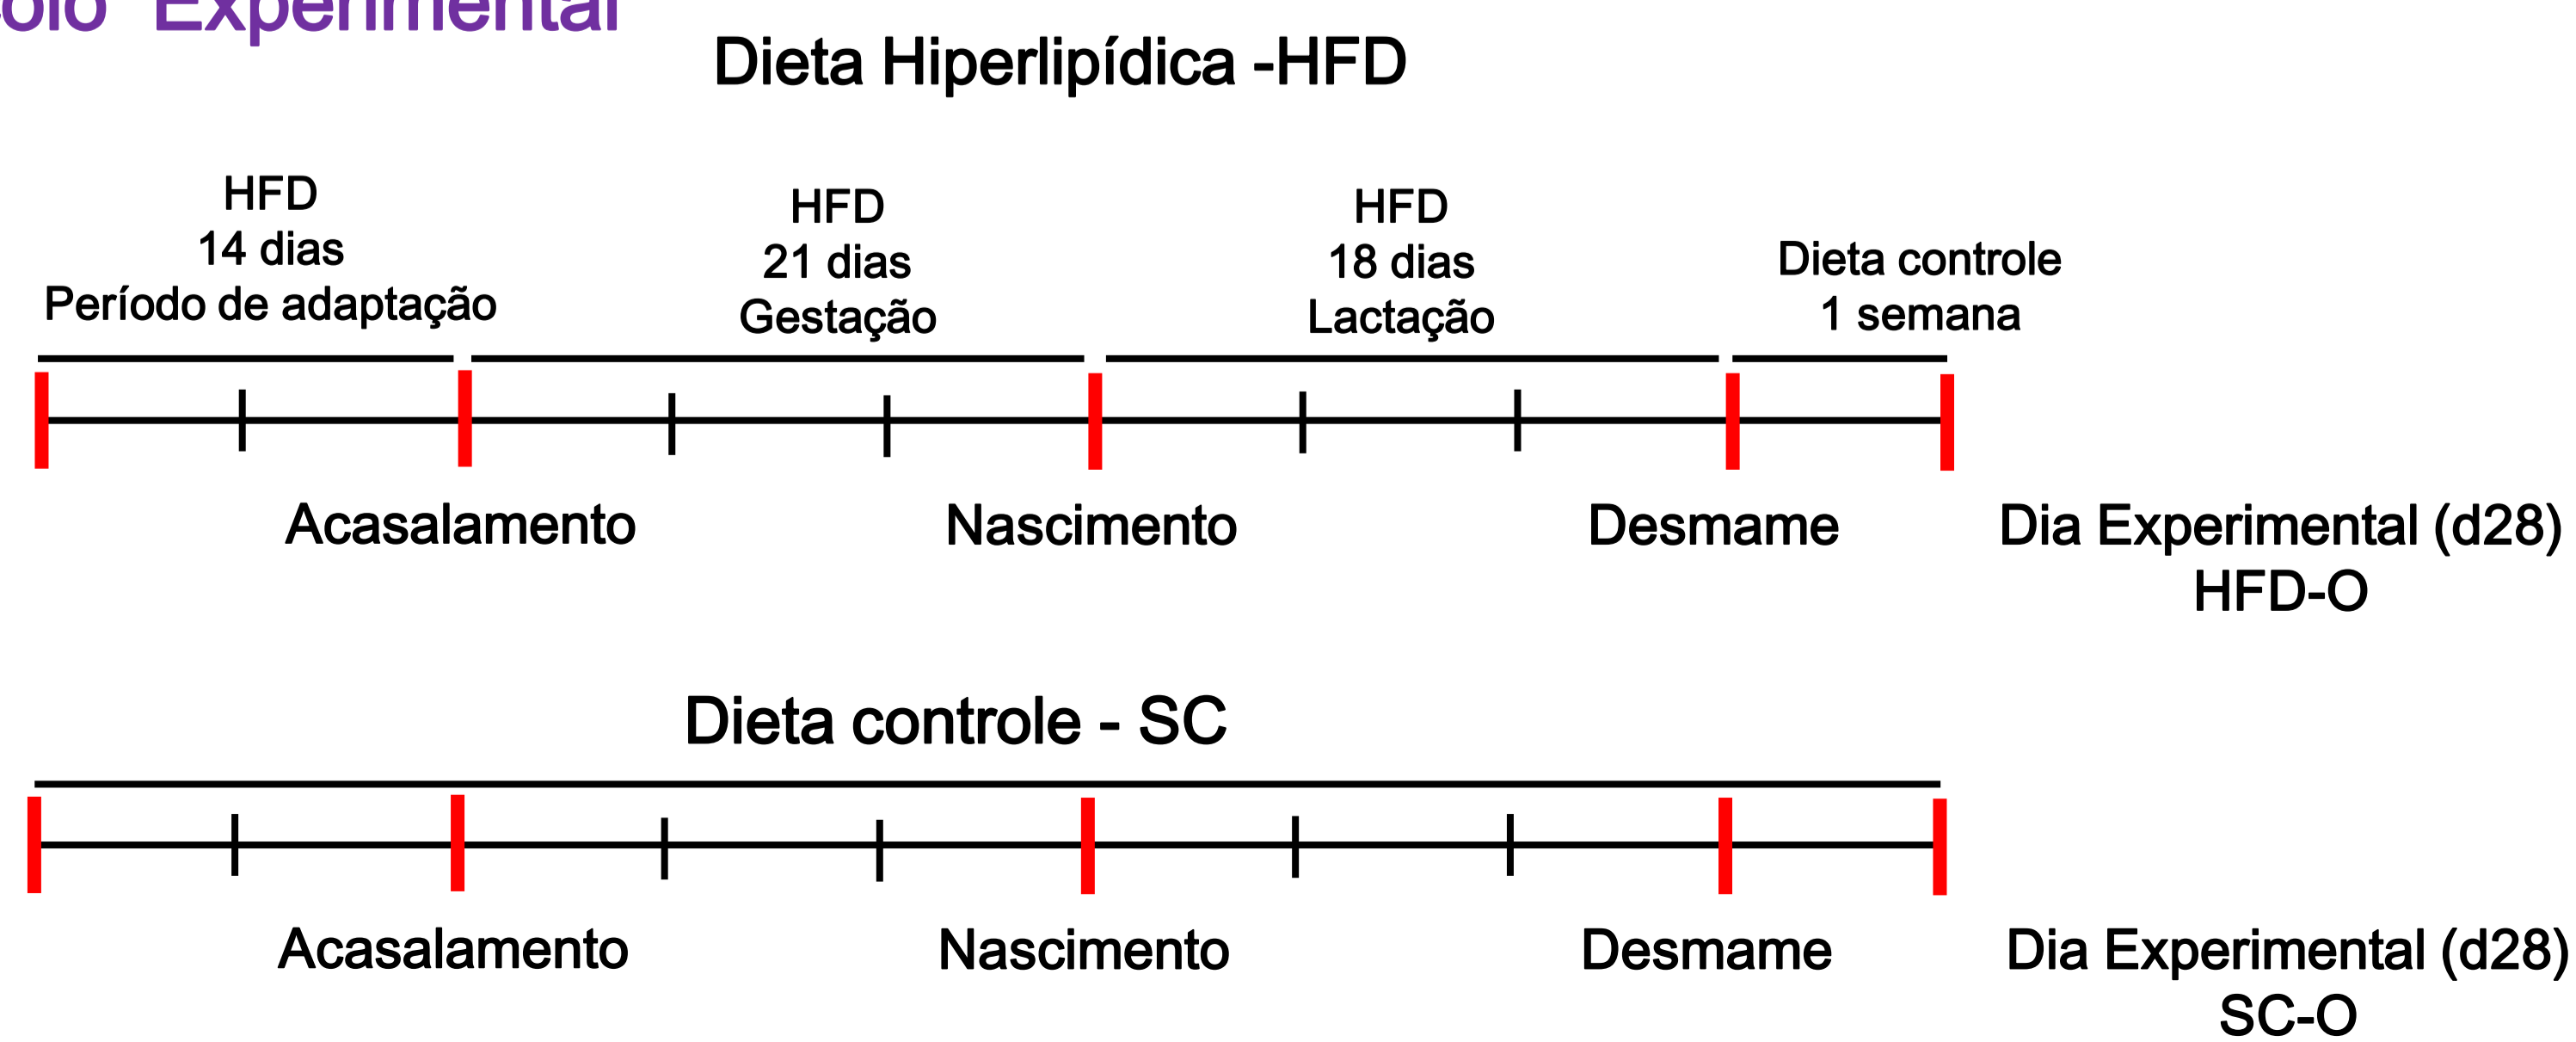 Experimental
Dieta Hiperlipídica -HFD
HFD
14 dias
Período de adaptação
HFD
21 dias
Gestação
HFD
18 dias
Lactação
Dieta controle
1 semana
Acasalamento
Nascimento
Desmame
Dia Experimental (d28)
HFD-O
Dieta controle - SC
Acasalamento
Nascimento
Desmame
Dia Experimental (d28)
SC-O